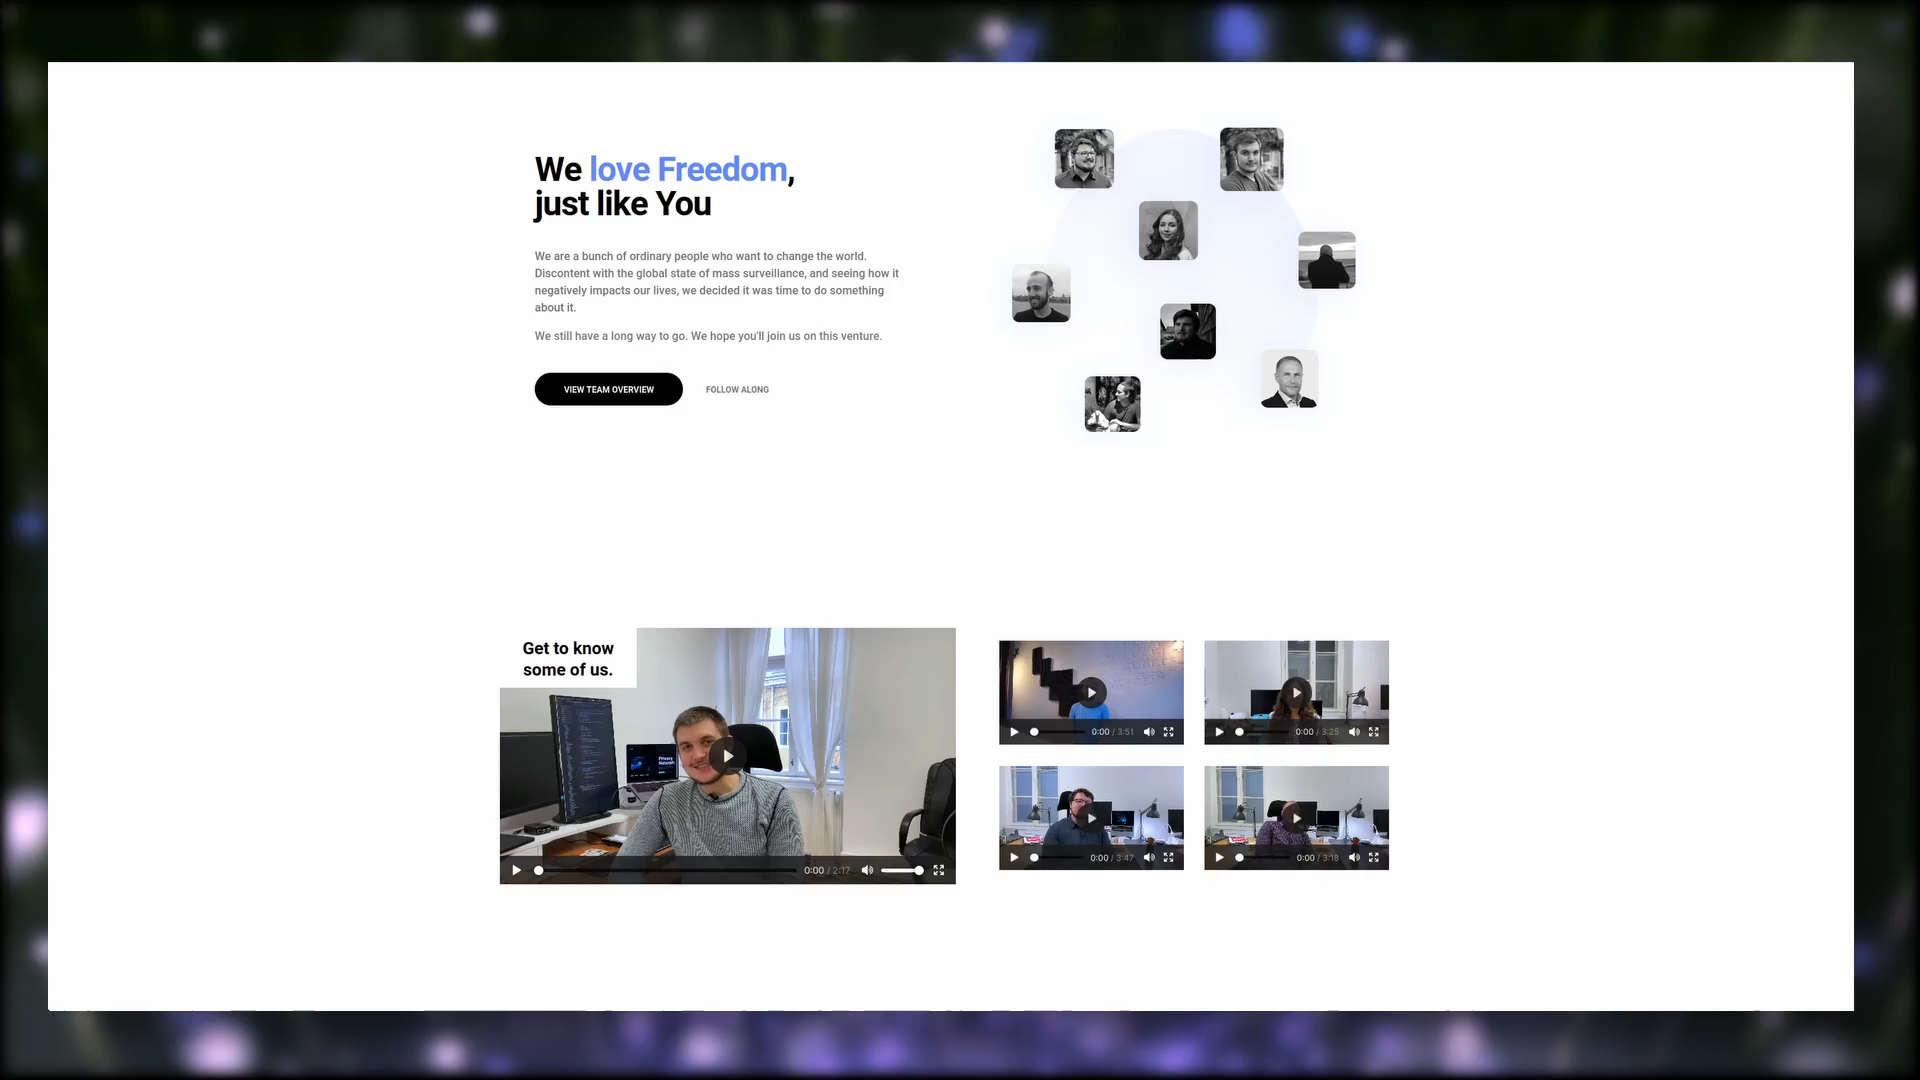 We love Freedom,
just like You
We are a bunch of ordinary people who want to change the world.
Discontent with the global state of mass surveillance, and seeing how it
negatively impacts our lives, we decided it was time to do something
about it.
We still have a long way to go. We hope you'll join us on this venture.
VIEW TEAM OVERVIEW
FOLLOW ALONG
Get to know
some of us.
0:00 / 2:17
0:00 / 3:51
0:00 / 3:25
0:00 / 3:47
0:00 / 3:18